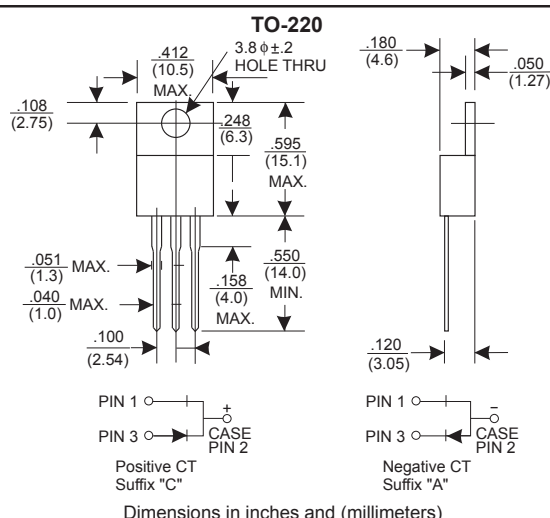 TO-220
.412
(10.5)
MAX.
3.8 ϕ±.2
HOLE THRU
.180
(4.6)
.050
(1.27)
.108
(2.75)
.248
(6.3)
.595
(15.1)
MAX.
.051
(1.3)
MAX.
.040
(1.0)
MAX.
.158
(4.0)
MAX.
.550
(14.0)
MIN.
.100
(2.54)
.120
(3.05)
PIN 1
+
PIN 3
CASE
PIN 2
Positive CT
Suffix "C"
PIN 1
−
PIN 3
CASE
PIN 2
Negative CT
Suffix "A"
Dimensions in inches and (millimeters)